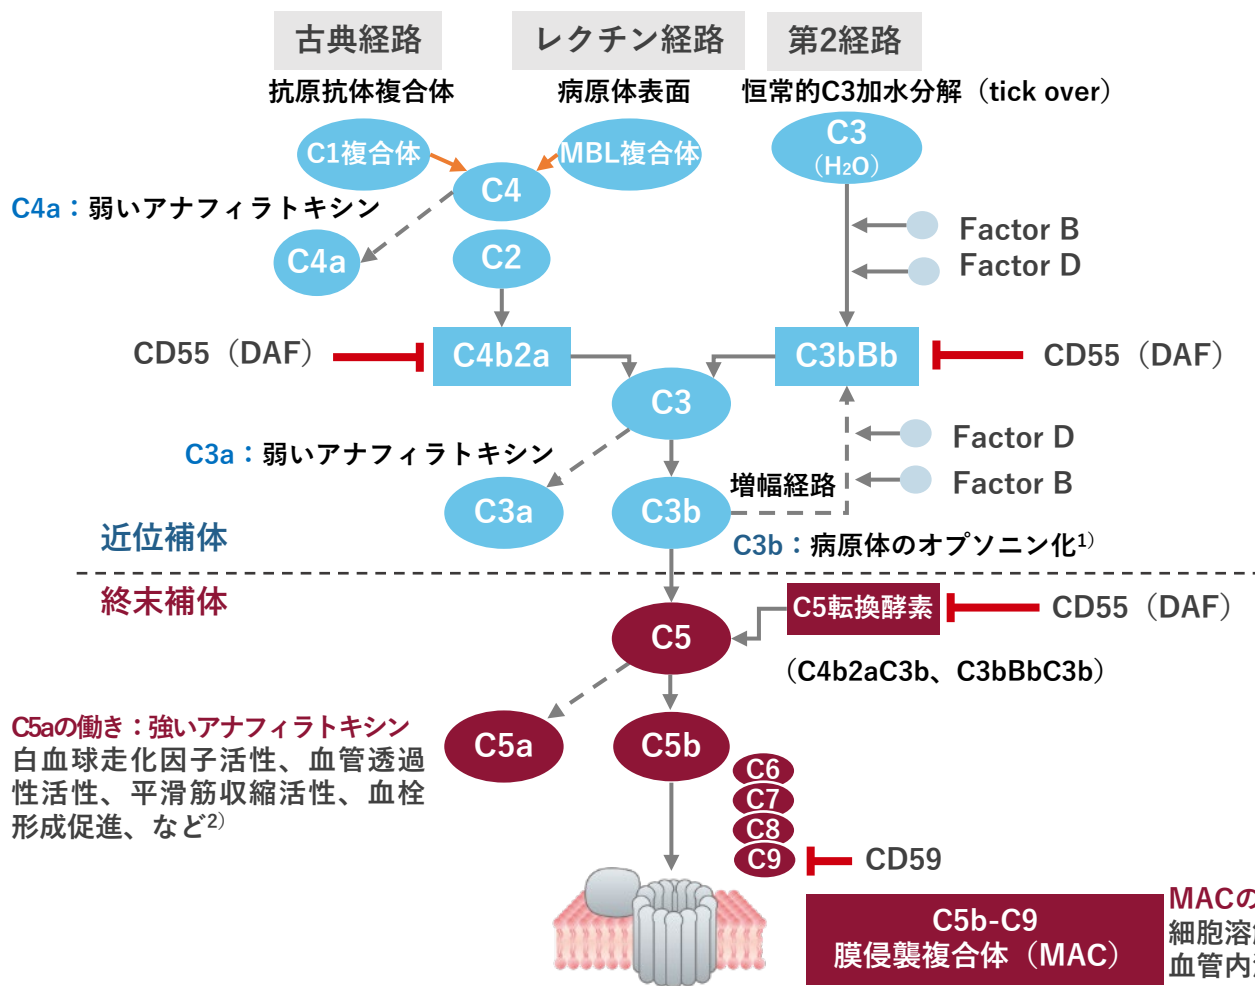 古典経路
レクチン経路
第2経路
抗原抗体複合体
病原体表面
恒常的C3加水分解（tick over）
C1複合体
MBL複合体
C3
（H₂O）
C4
C4a：弱いアナフィラトキシン
C4a
C2
Factor B
Factor D
CD55（DAF）
C4b2a
C3bBb
CD55（DAF）
C3
C3a：弱いアナフィラトキシン
Factor D
Factor B
増幅経路
C3a
C3b
C3b：病原体のオプソニン化¹⁾
近位補体
終末補体
C5転換酵素
CD55（DAF）
C5
（C4b2aC3b、C3bBbC3b）
C5aの働き：強いアナフィラトキシン
白血球走化因子活性、血管透過
性活性、平滑筋収縮活性、血栓
形成促進、など²⁾
C5a
C5b
C6
C7
C8
C9
CD59
C5b-C9
膜侵襲複合体（MAC）
MACの
細胞溶
血管内